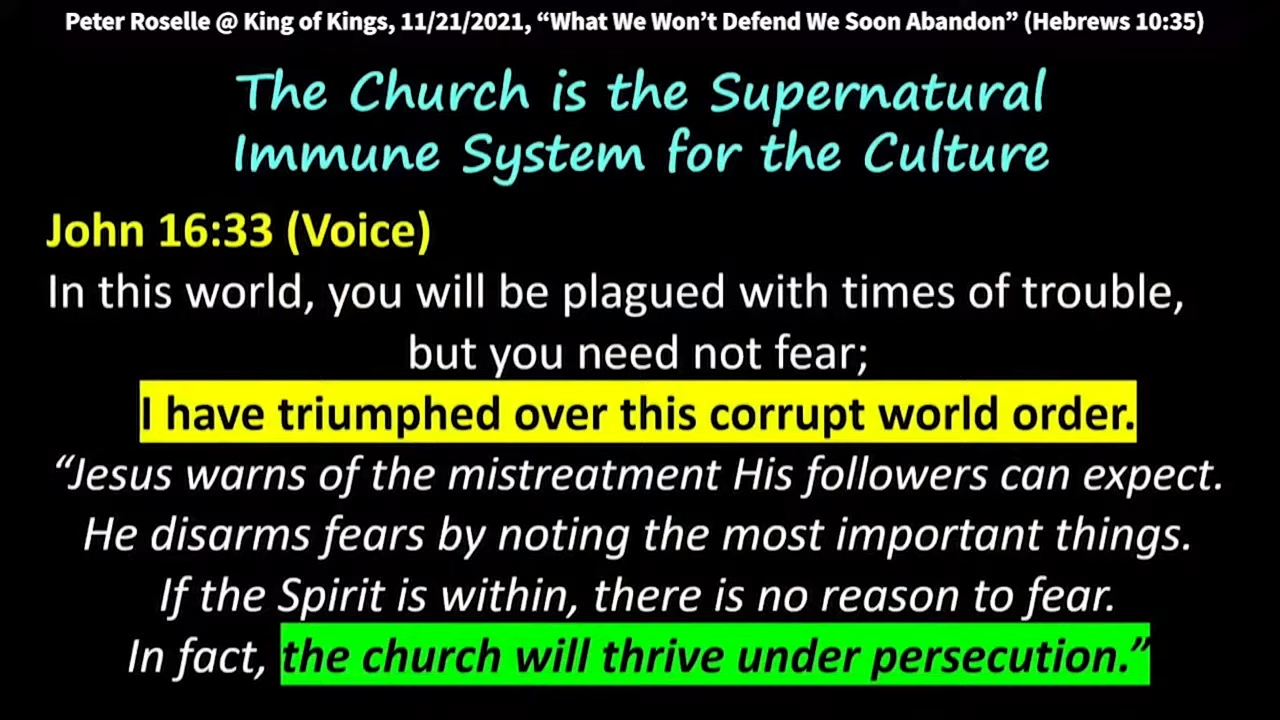 Peter Roselle @ King of Kings, 11/21/2021, “What We Won’t Defend We Soon Abandon” (Hebrews 10:35)
The Church is the Supernatural
Immune System for the Culture
John 16:33 (Voice)
In this world, you will be plagued with times of trouble,
but you need not fear;
I have triumphed over this corrupt world order.
“Jesus warns of the mistreatment His followers can expect.
He disarms fears by noting the most important things.
If the Spirit is within, there is no reason to fear.
In fact, the church will thrive under persecution.”